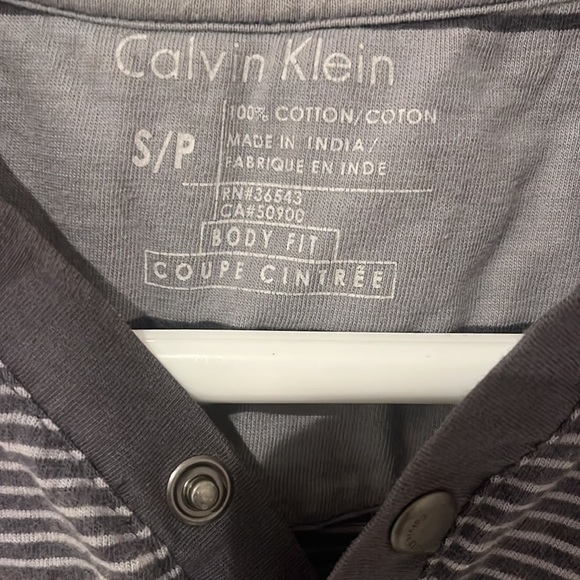 Calvin Klein
S/P
100% COTTON/COTON
MADE IN INDIA/
FABRIQUE EN INDE
RN#36543
CA#50900
BODY FIT
COUPE CINTRÉE